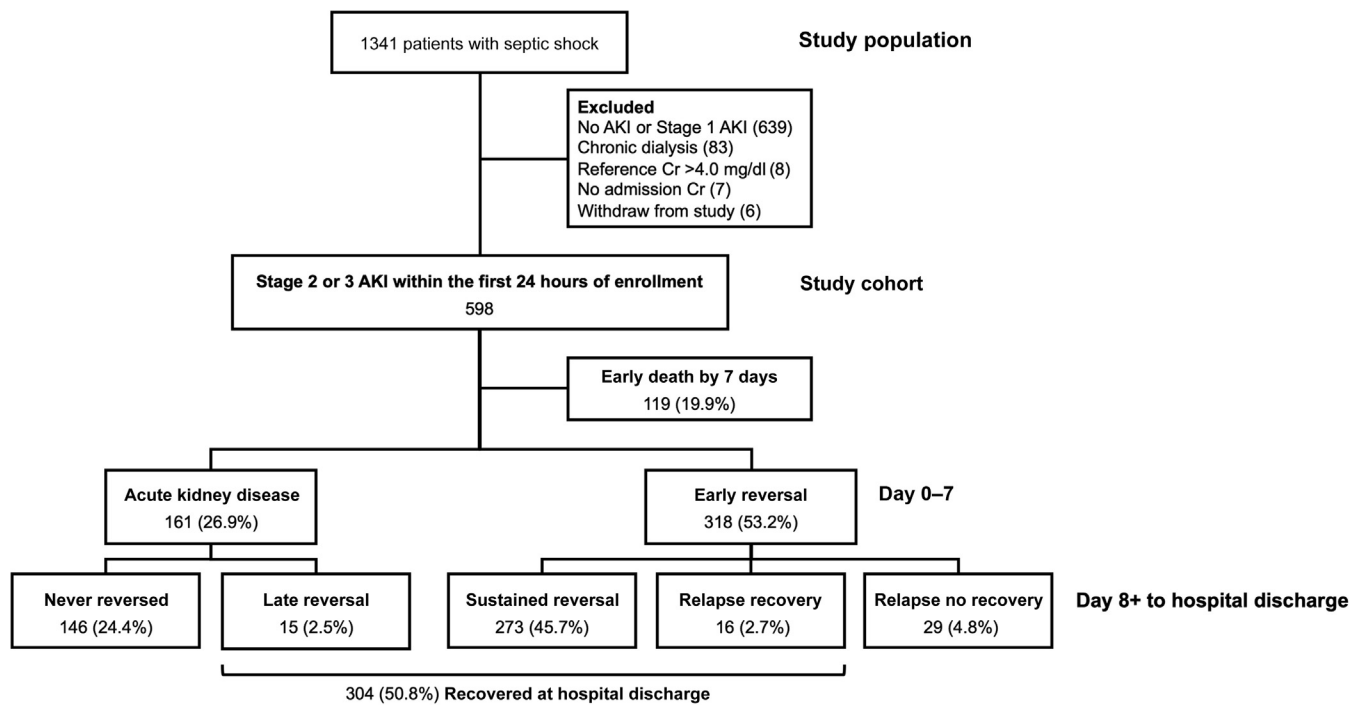 1341 patients with septic shock
Study population
Excluded
No AKI or Stage 1 AKI (639)
Chronic dialysis (83)
Reference Cr >4.0 mg/dl (8)
No admission Cr (7)
Withdraw from study (6)
Stage 2 or 3 AKI within the first 24 hours of enrollment
598
Study cohort
Early death by 7 days
119 (19.9%)
Acute kidney disease
161 (26.9%)
Early reversal
318 (53.2%)
Day 0–7
Never reversed
146 (24.4%)
Late reversal
15 (2.5%)
Sustained reversal
273 (45.7%)
Relapse recovery
16 (2.7%)
Relapse no recovery
29 (4.8%)
Day 8+ to hospital discharge
304 (50.8%) Recovered at hospital discharge